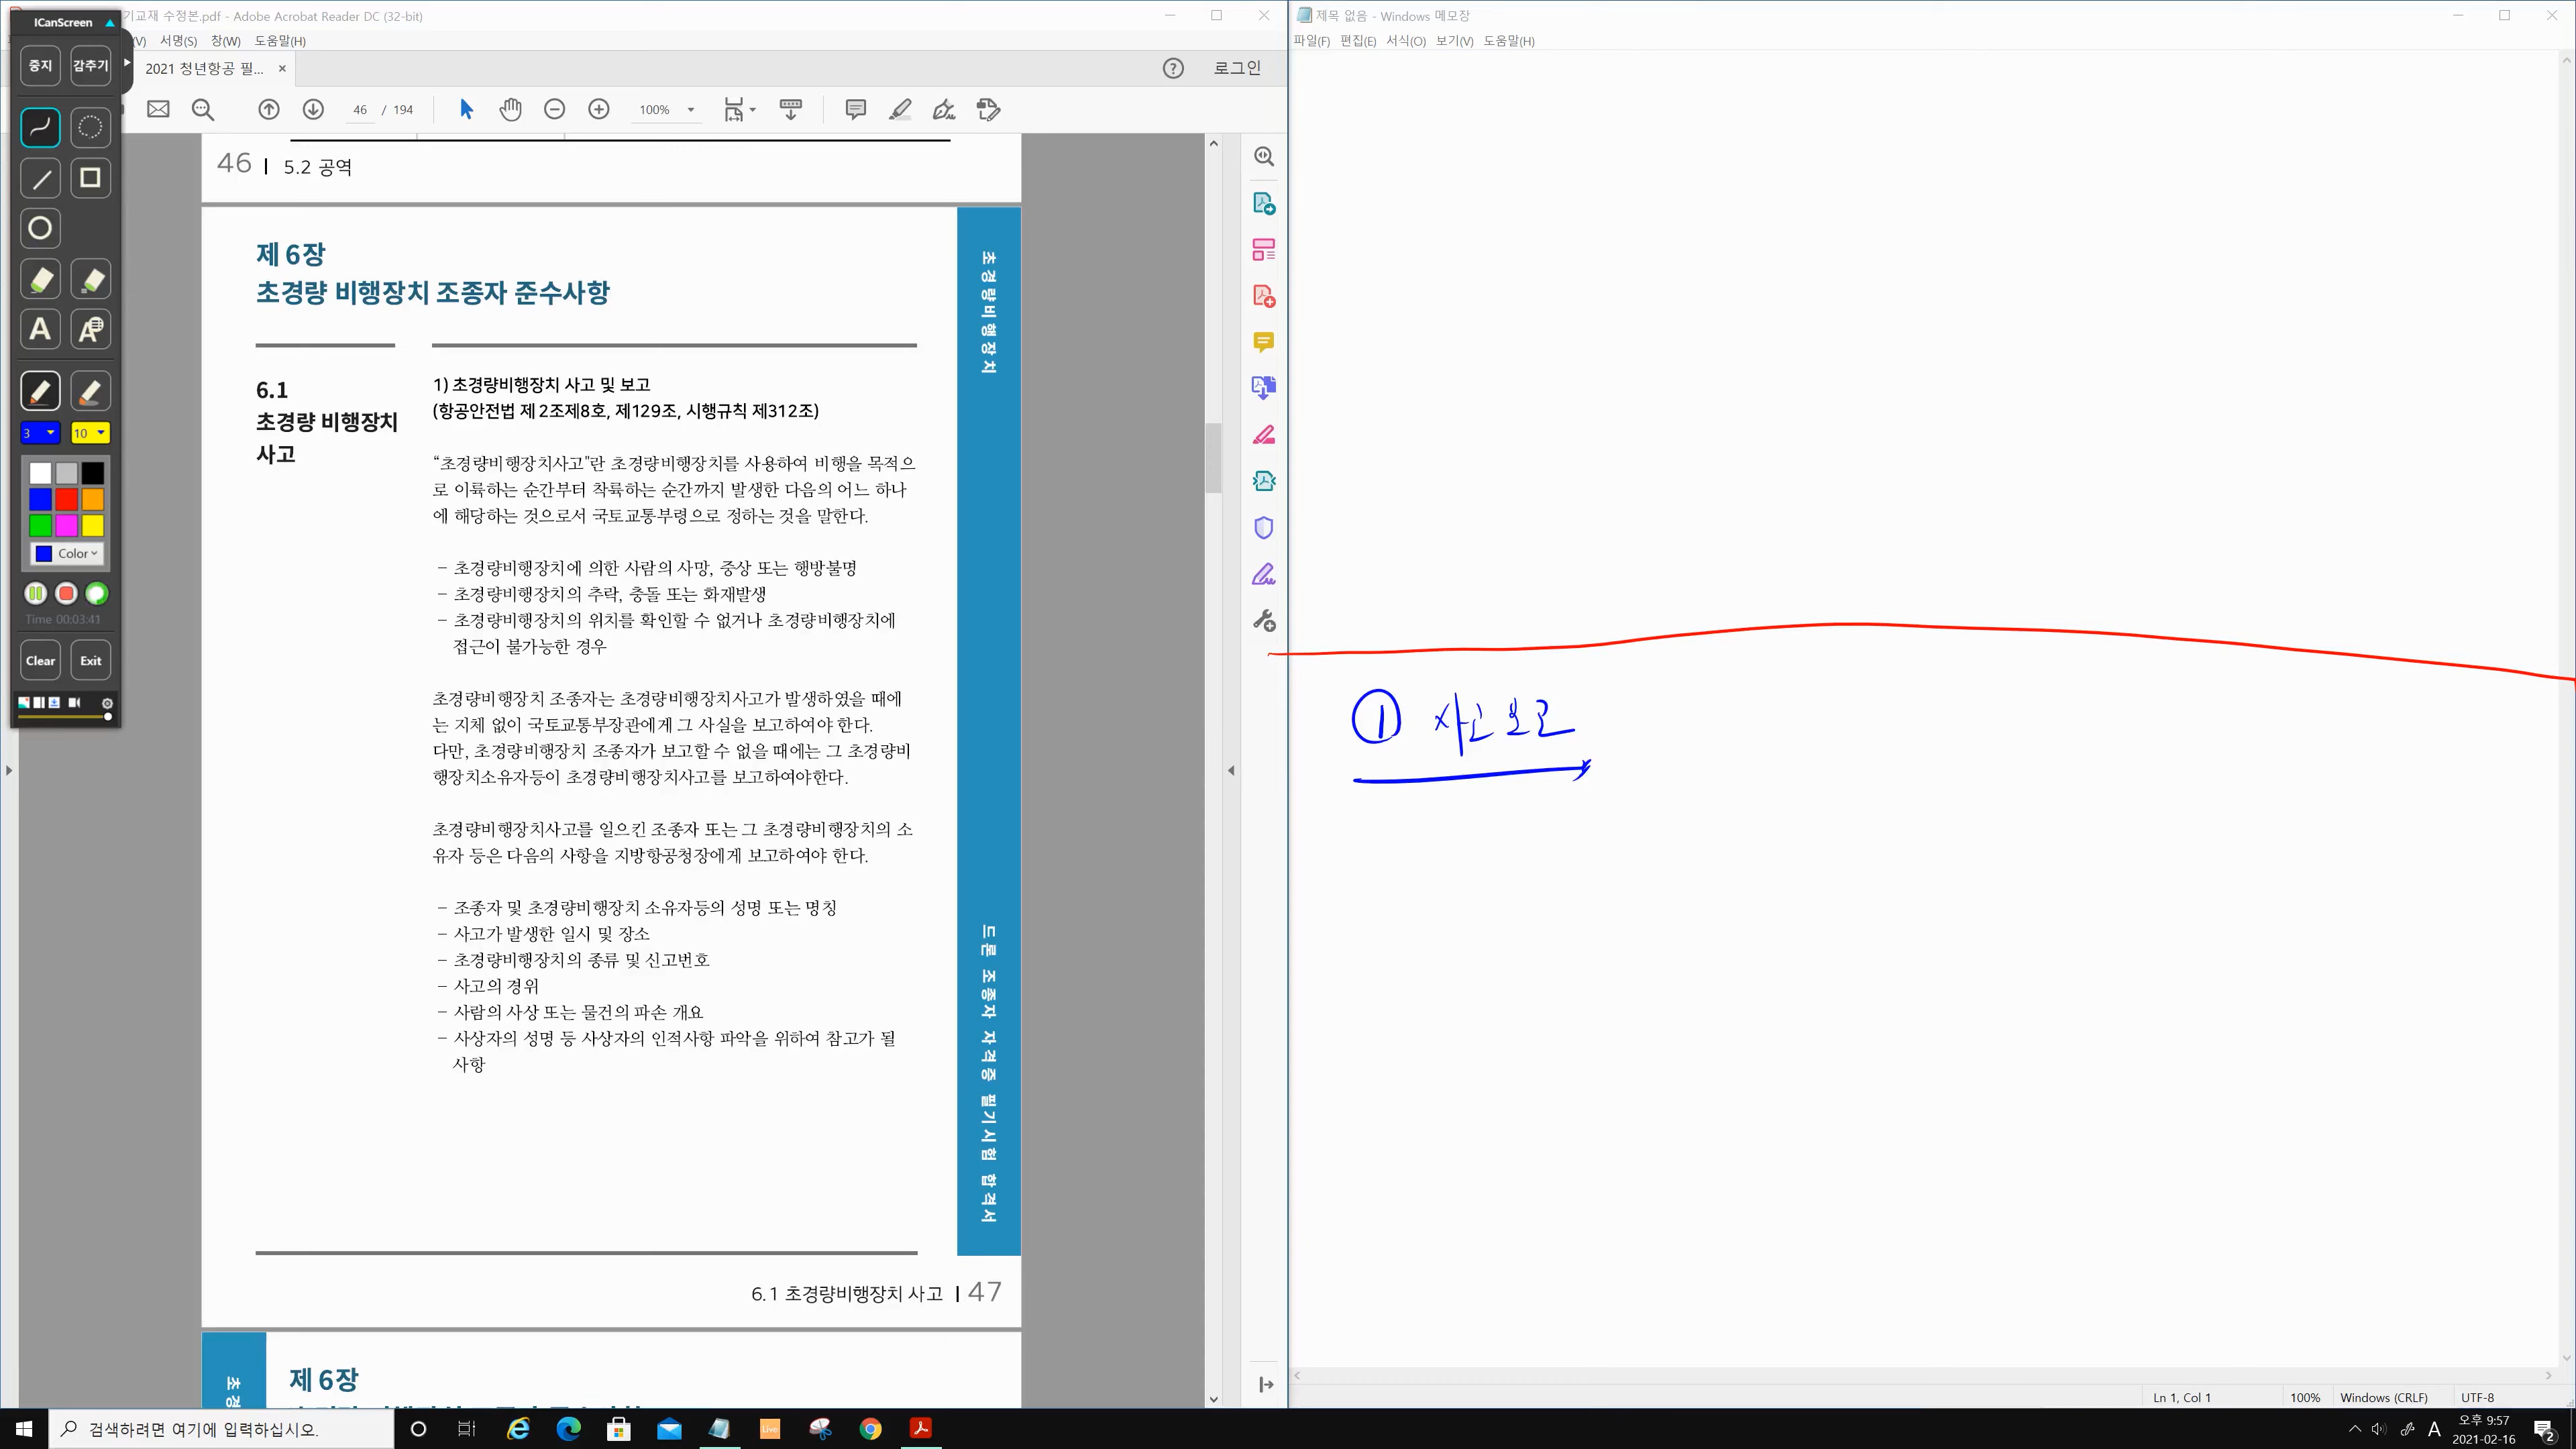 ICanScreen
기교재 수정본.pdf - Adobe Acrobat Reader DC (32-bit)
제목 없음 - Windows 메모장
(V) 서명(S) 창(W) 도움말(H)
파일(F) 편집(E) 서식(O) 보기(V) 도움말(H)
중지 감추기
2021 청년항공 필... ×
로그인
46 / 194
100%
46 | 5.2 공역
제 6장
초경량 비행장치 조종자 준수사항
초경량비행장치
6.1
초경량 비행장치
사고
1) 초경량비행장치 사고 및 보고
(항공안전법 제 2조제8호, 제129조, 시행규칙 제312조)
“초경량비행장치사고"란 초경량비행장치를 사용하여 비행을 목적으
로 이륙하는 순간부터 착륙하는 순간까지 발생한 다음의 어느 하나
에 해당하는 것으로서 국토교통부령으로 정하는 것을 말한다.
- 초경량비행장치에 의한 사람의 사망, 중상 또는 행방불명
- 초경량비행장치의 추락, 충돌 또는 화재발생
- 초경량비행장치의 위치를 확인할 수 없거나 초경량비행장치에
접근이 불가능한 경우
초경량비행장치 조종자는 초경량비행장치사고가 발생하였을 때에
는 지체 없이 국토교통부장관에게 그 사실을 보고하여야 한다.
다만, 초경량비행장치 조종자가 보고할 수 없을 때에는 그 초경량비
행장치소유자등이 초경량비행장치사고를 보고하여야한다.
초경량비행장치사고를 일으킨 조종자 또는 그 초경량비행장치의 소
유자 등은 다음의 사항을 지방항공청장에게 보고하여야 한다.
- 조종자 및 초경량비행장치 소유자등의 성명 또는 명칭
- 사고가 발생한 일시 및 장소
- 초경량비행장치의 종류 및 신고번호
- 사고의 경위
- 사람의 사상 또는 물건의 파손 개요
- 사상자의 성명 등 사상자의 인적사항 파악을 위하여 참고가 될
사항
드론 조종자 자격증 필기시험 합격서
6.1 초경량비행장치 사고 | 47
초경
제 6장
3 10
Color
Time 00:03:41
Clear Exit
① 사고보고
Ln 1, Col 1 100% Windows (CRLF) UTF-8
검색하려면 여기에 입력하십시오.
Live
A
오후 9:57
2021-02-16
2